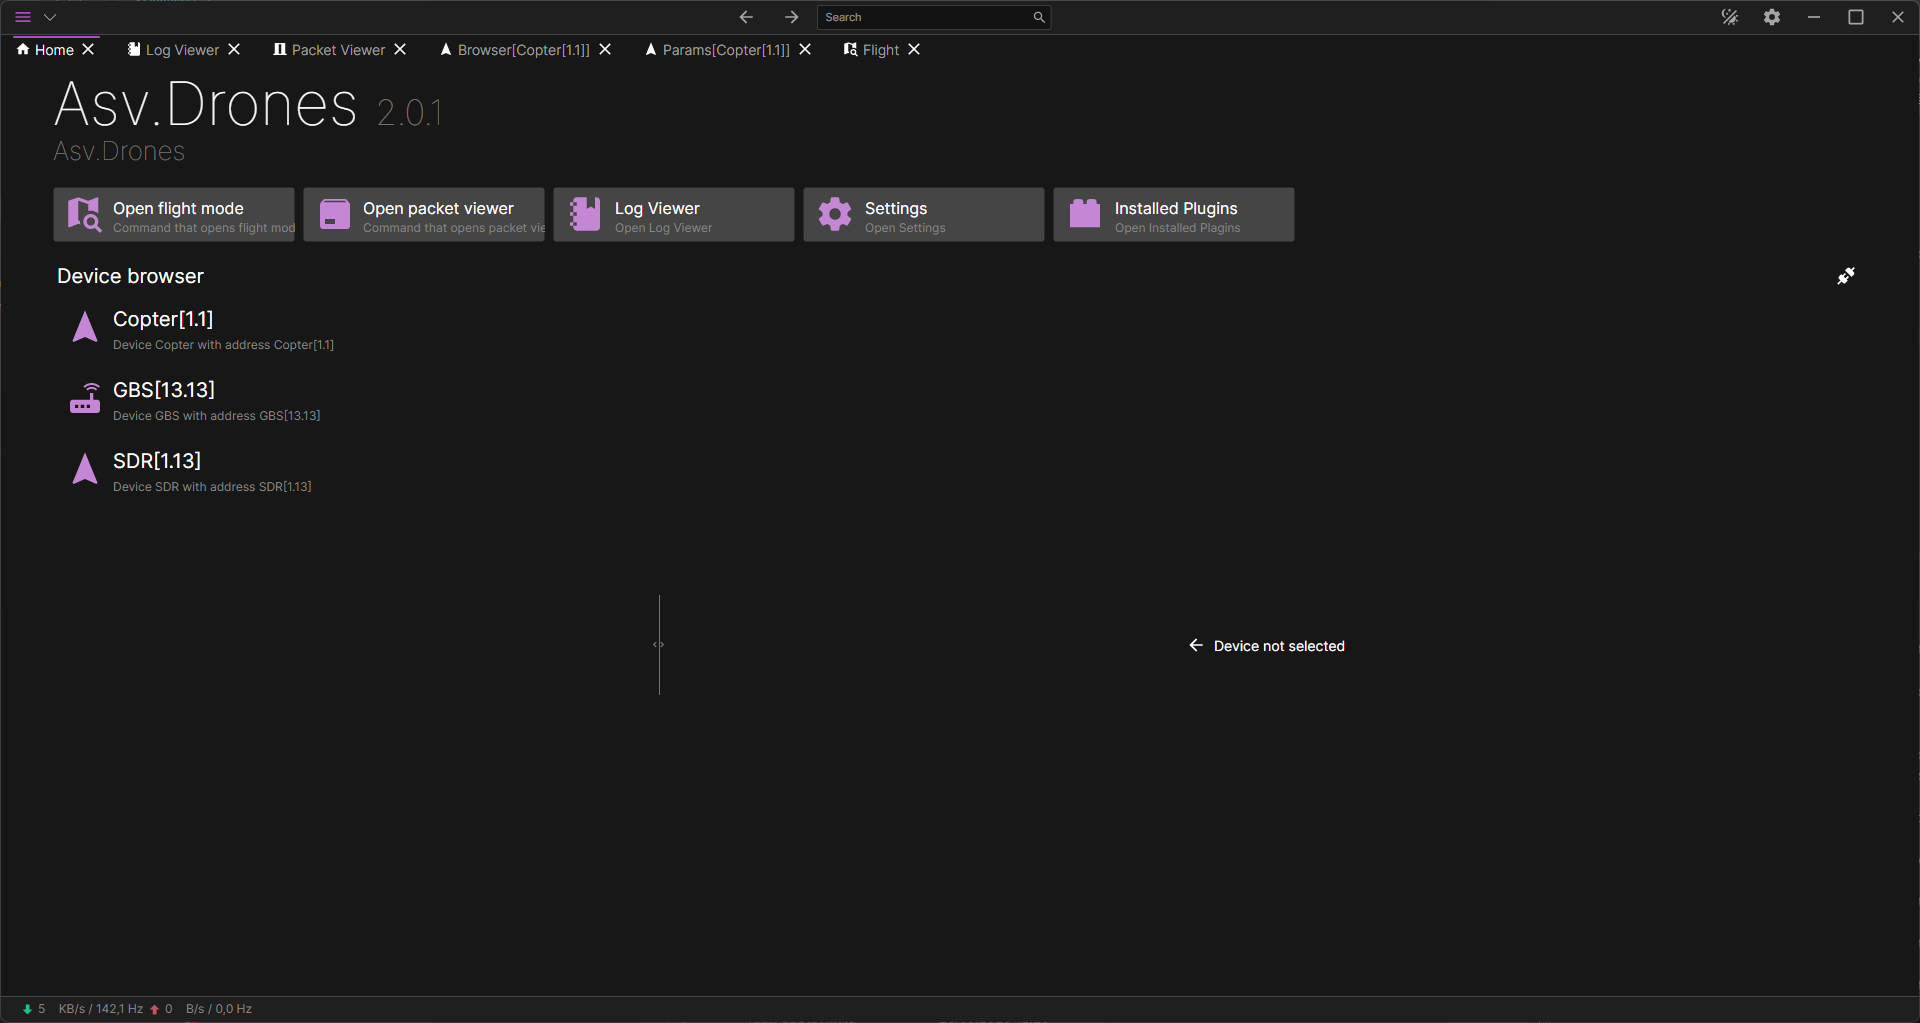 Search
Home
Log Viewer
Packet Viewer
Browser[Copter[1.1]]
Params[Copter[1.1]]
Flight
Asv.Drones 2.0.1
Asv.Drones
Open flight mode
Command that opens flight mod
Open packet viewer
Command that opens packet vie
Log Viewer
Open Log Viewer
Settings
Open Settings
Installed Plugins
Open Installed Plagins
Device browser
Copter[1.1]
Device Copter with address Copter[1.1]
GBS[13.13]
Device GBS with address GBS[13.13]
SDR[1.13]
Device SDR with address SDR[1.13]
Device not selected
5 KB/s / 142,1 Hz 0 B/s / 0,0 Hz